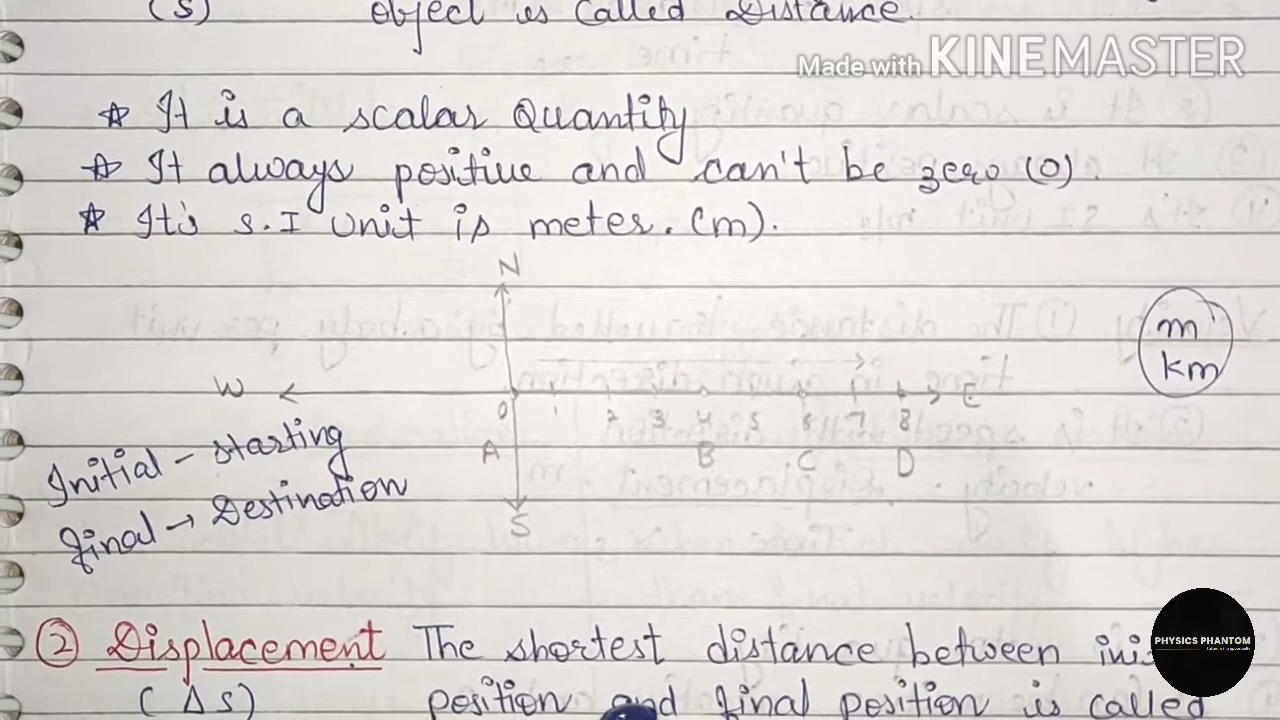 (S) object is called Distance.
Made with KINEMASTER
☆ It is a scalar Quantity
☆ It always positive and can't be zero (0).
☆ It's S.I Unit is meter. (m).
N
m
km
W E
0 1 2 3 4 5 6 7 8
A B C D
Initial - Starting
final → Destination
S
② Displacement The shortest distance between
PHYSICS PHANTOM
(ΔS) position and final position is called